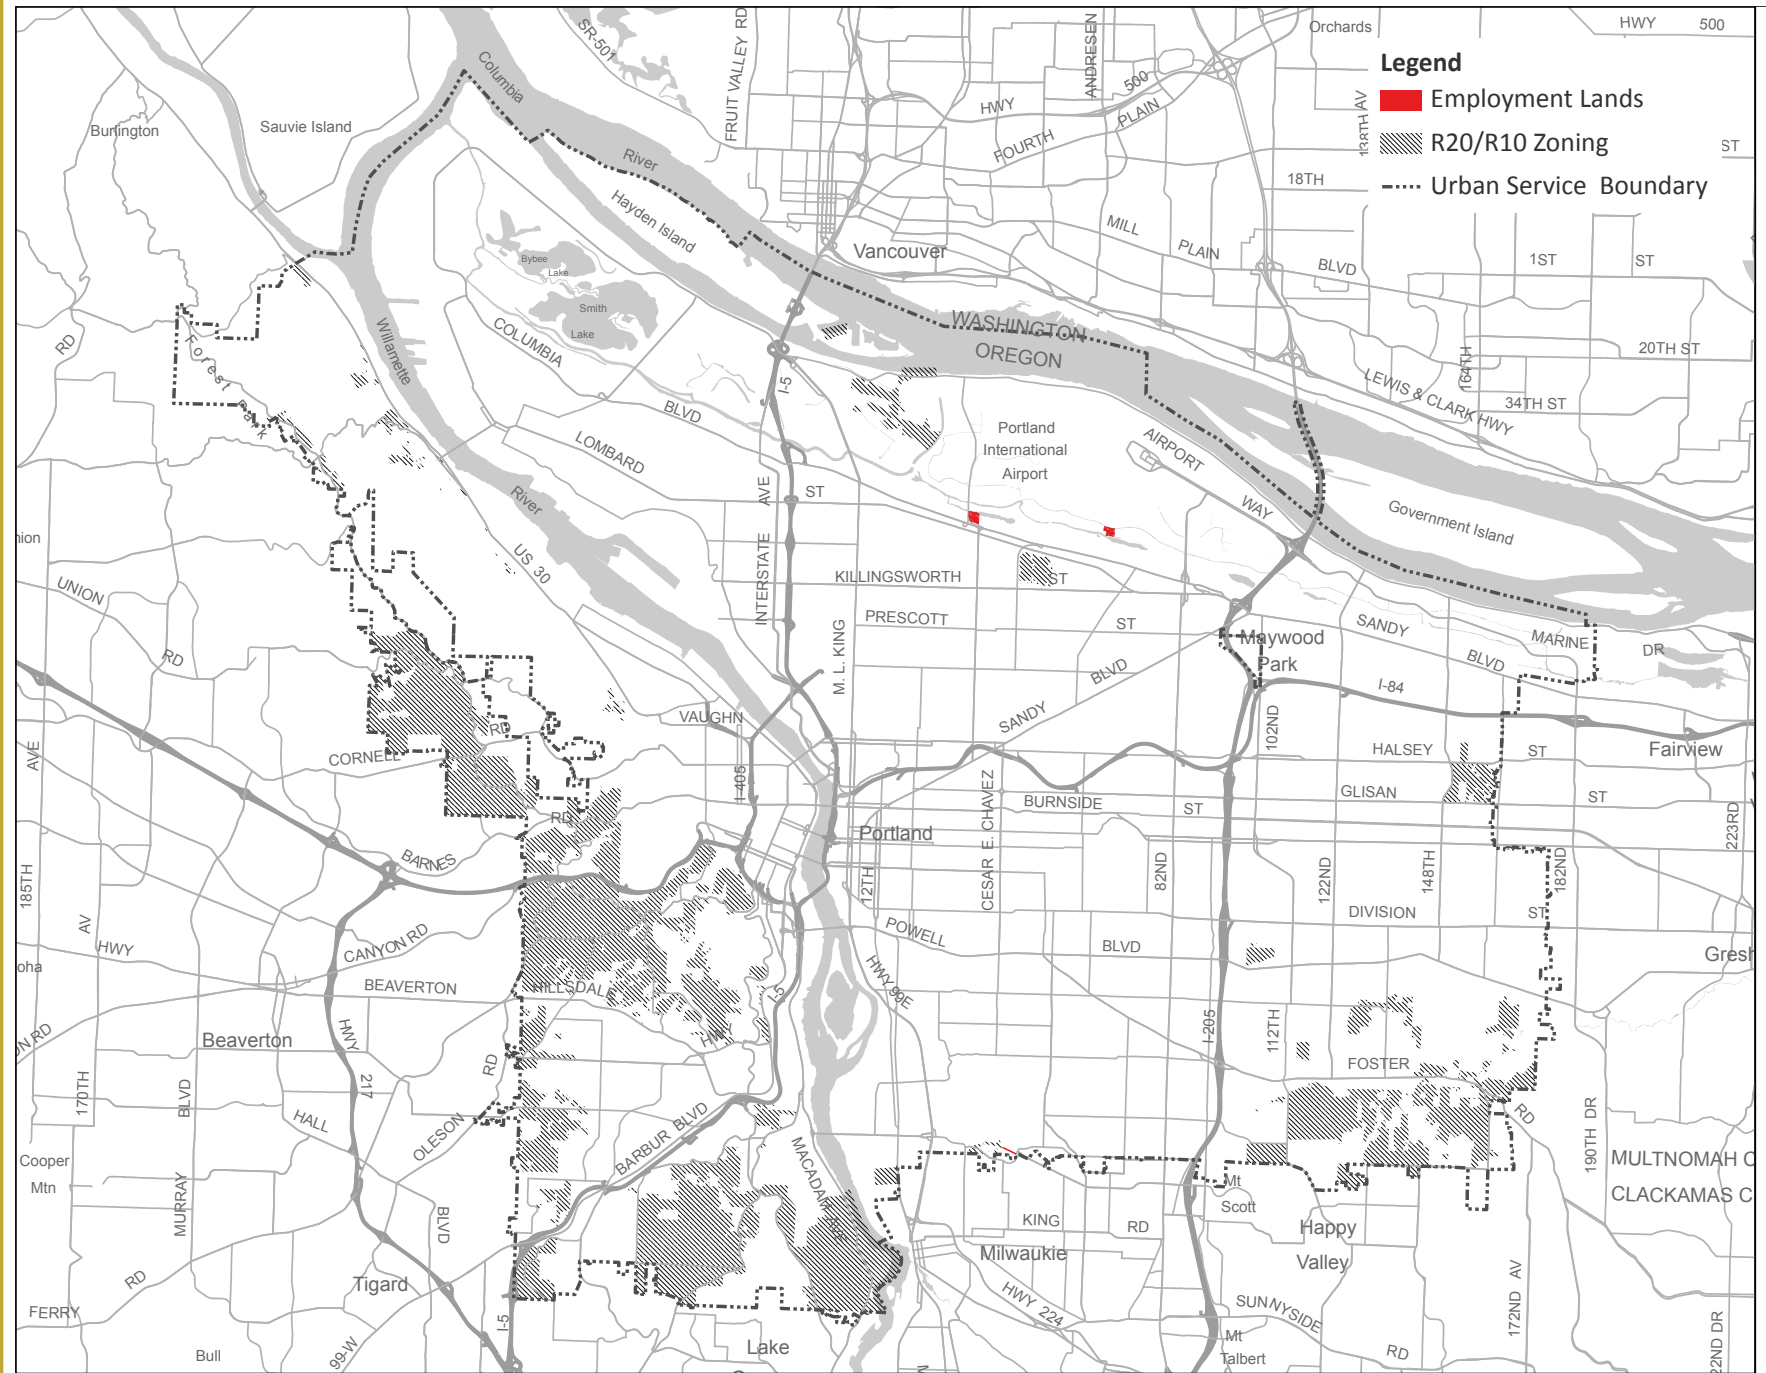 Legend
Employment Lands
R20/R10 Zoning
Urban Service Boundary
Orchards
HWY 500
SR-501
FRUIT VALLEY RD
ANDRESEN
500
HWY
FOURTH PLAIN
138TH AV
ST
18TH
Columbia
River
Burlington
Sauvie Island
Hayden Island
Vancouver
MILL PLAIN BLVD
1ST ST
Bybee
Lake
Smith
Lake
Willamette
River
COLUMBIA BLVD
WASHINGTON
OREGON
20TH ST
164TH
LEWIS & CLARK HWY
34TH ST
RD
Forest Park
I-5
LOMBARD ST
Portland
International
Airport
AIRPORT WAY
Government Island
INTERSTATE AVE
US 30
KILLINGSWORTH ST
PRESCOTT ST
M. L. KING
UNION
RD
SANDY BLVD
Maywood
Park
SANDY BLVD
MARINE DR
I-84
VAUGHN
CORNELL RD
AVE
102ND
HALSEY ST
Fairview
I-405
CESAR E. CHAVEZ
BURNSIDE ST
GLISAN ST
223RD
Portland
BARNES RD
185TH
12TH
82ND
122ND
148TH
182ND
DIVISION ST
AV
HWY
CANYON RD
POWELL BLVD
BEAVERTON
HILLSDALE
HWY
I-5
HWY 99E
I-205
112TH
Beaverton
HWY
217
FOSTER
RD
170TH
BLVD
HALL
OLESON
RD
BARBUR BLVD
MACADAM
190TH DR
Cooper
Mtn
MULTNOMAH C
CLACKAMAS C
MURRAY
BLVD
Mt
Scott
KING RD
Milwaukie
Happy
Valley
Tigard
RD
FERRY
HWY 224
SUNNYSIDE
RD
172ND AV
Bull
99-W
I-5
Lake
Mt
Talbert